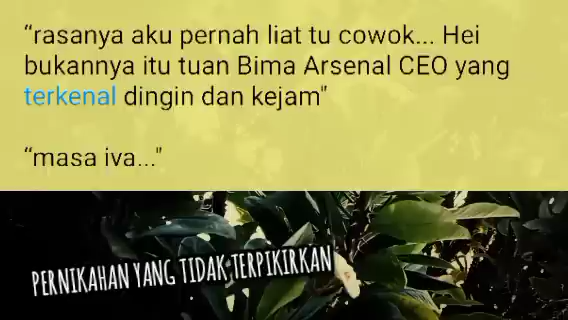 “rasanya aku pernah liat tu cowok... Hei
bukannya itu tuan Bima Arsenal CEO yang
terkenal dingin dan kejam"
“masa iya..."
PERNIKAHAN YANG TIDAK TERPIKIRKAN